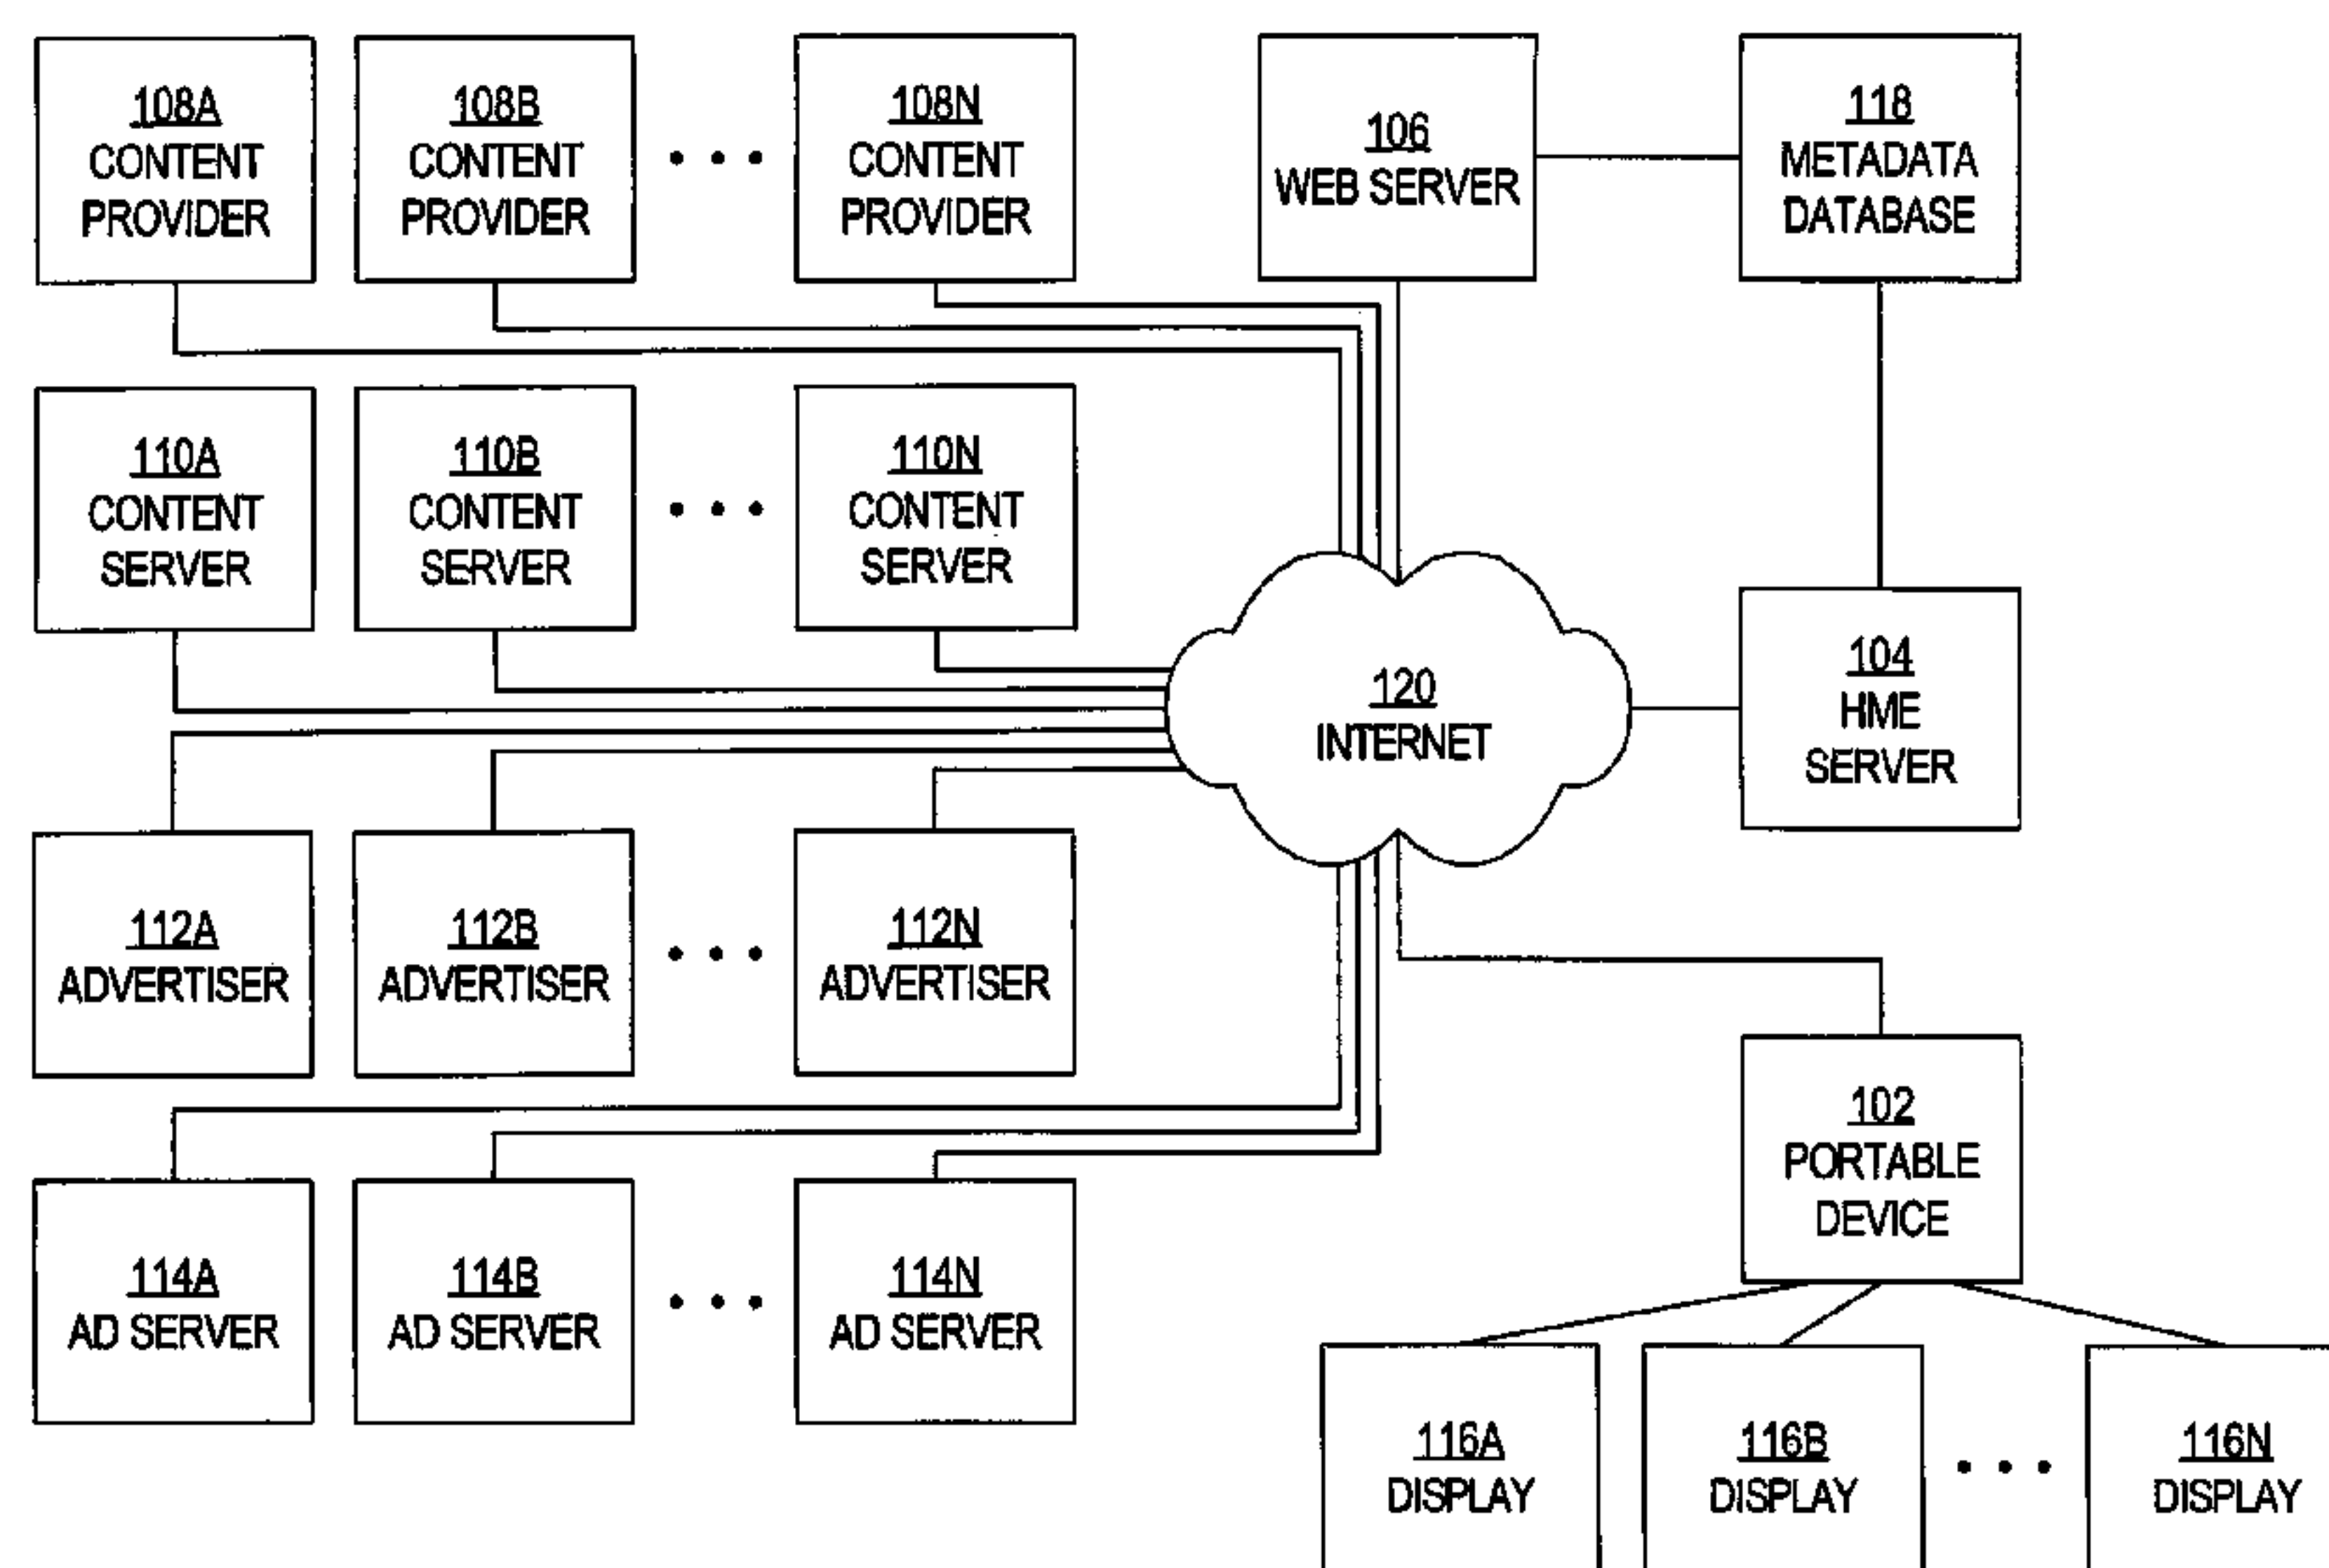 108A
CONTENT
PROVIDER
108B
CONTENT
PROVIDER
108N
CONTENT
PROVIDER
106
WEB SERVER
118
METADATA
DATABASE
110A
CONTENT
SERVER
110B
CONTENT
SERVER
110N
CONTENT
SERVER
120
INTERNET
104
HME
SERVER
112A
ADVERTISER
112B
ADVERTISER
112N
ADVERTISER
102
PORTABLE
DEVICE
114A
AD SERVER
114B
AD SERVER
114N
AD SERVER
116A
DISPLAY
116B
DISPLAY
116N
DISPLAY